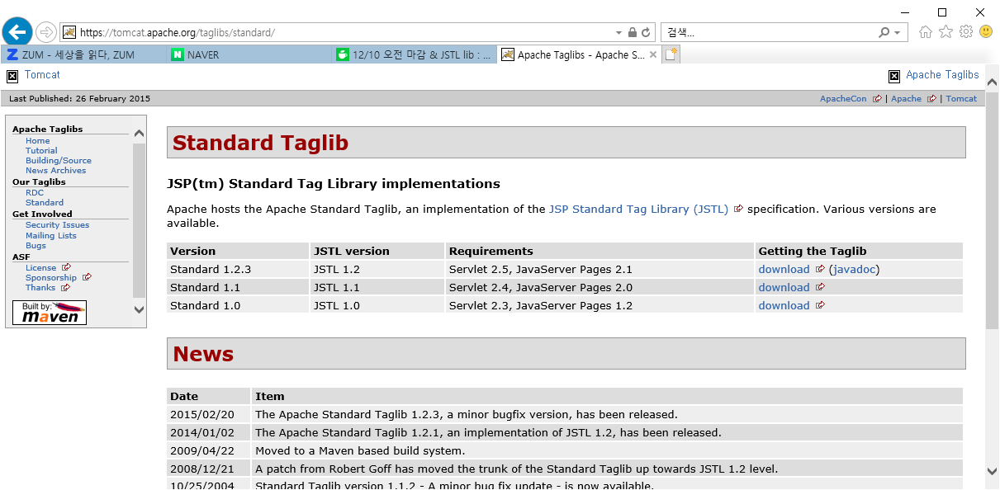 https://tomcat.apache.org/taglibs/standard/
검색...
ZUM - 세상을 읽다, ZUM
N NAVER
12/10 오전 마감 & JSTL lib : ...
Apache Taglibs - Apache S...
Tomcat
Apache Taglibs
Last Published: 26 February 2015
ApacheCon | Apache | Tomcat
Apache Taglibs
Home
Tutorial
Building/Source
News Archives
Our Taglibs
RDC
Standard
Get Involved
Security Issues
Mailing Lists
Bugs
ASF
License
Sponsorship
Thanks
Built by:
maven
Standard Taglib
JSP(tm) Standard Tag Library implementations
Apache hosts the Apache Standard Taglib, an implementation of the JSP Standard Tag Library (JSTL) specification. Various versions are
available.
Version JSTL version Requirements Getting the Taglib
Standard 1.2.3 JSTL 1.2 Servlet 2.5, JavaServer Pages 2.1 download (javadoc)
Standard 1.1 JSTL 1.1 Servlet 2.4, JavaServer Pages 2.0 download
Standard 1.0 JSTL 1.0 Servlet 2.3, JavaServer Pages 1.2 download
News
Date Item
2015/02/20 The Apache Standard Taglib 1.2.3, a minor bugfix version, has been released.
2014/01/02 The Apache Standard Taglib 1.2.1, an implementation of JSTL 1.2, has been released.
2009/04/22 Moved to a Maven based build system.
2008/12/21 A patch from Robert Goff has moved the trunk of the Standard Taglib up towards JSTL 1.2 level.
10/25/2004 Standard Taglib version 1.1.2 - A minor bug fix update - is now available.